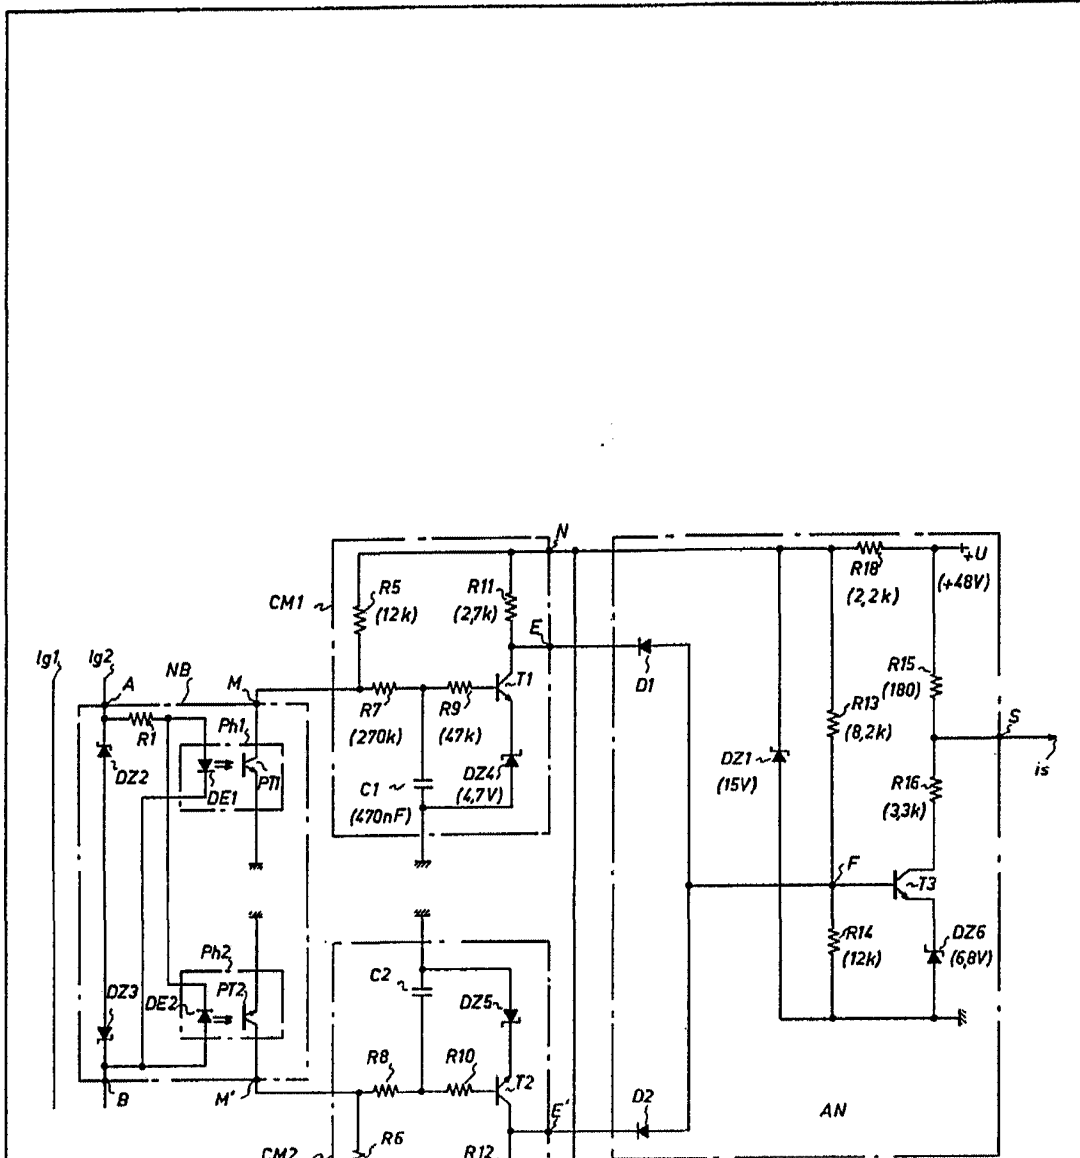 N
+U
R18
(+48V)
(2,2k)
R5
(12k)
R11
(2,7k)
CM1
E
lg1
lg2
A
NB
M
T1
D1
R15
(180)
R13
(8,2k)
S
R1
Ph1
R7
(270k)
R9
(47k)
DZ2
PT1
DE1
C1
(470nF)
DZ4
(4,7V)
DZ1
(15V)
is
R16
(3,3k)
F
T3
R14
(12k)
DZ6
(6,8V)
Ph2
C2
DZ3
DE2
PT2
DZ5
R8
R10
T2
B
M'
E'
D2
AN
R6
CM2
R12